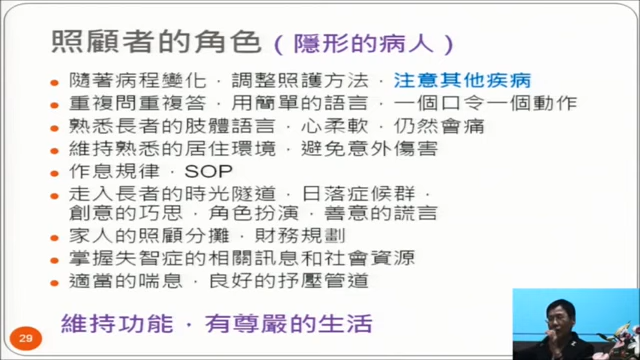 照顧者的角色（隱形的病人）
隨著病程變化，調整照護方法，注意其他疾病
重複問重複答，用簡單的語言，一個口令一個動作
熟悉長者的肢體語言，心柔軟，仍然會痛
維持熟悉的居住環境，避免意外傷害
作息規律，SOP
走入長者的時光隧道，日落症候群，
創意的巧思，角色扮演，善意的謊言
家人的照顧分攤，財務規劃
掌握失智症的相關訊息和社會資源
適當的喘息，良好的抒壓管道
維持功能，有尊嚴的生活
29